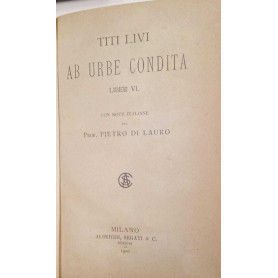 TITI LIVI
AB URBE CONDITA
LIBER VI.
CON NOTE ITALIANE
DEL
PROF. PIETRO DI LAURO
MILANO
ALBRIGHI, SEGATI & C.